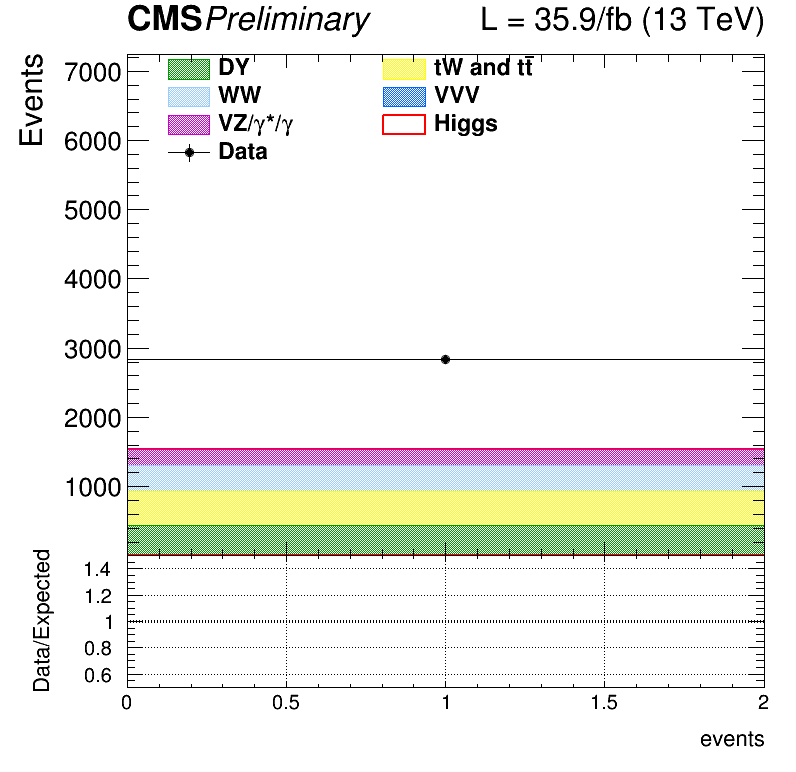 CMS Preliminary L = 35.9/fb (13 TeV)
Events
7000
6000
5000
4000
3000
2000
1000
DY
tW and tt̅
WW
VVV
VZ/γ*/γ
Higgs
Data
Data/Expected
1.4
1.2
1
0.8
0.6
0 0.5 1 1.5 2
events